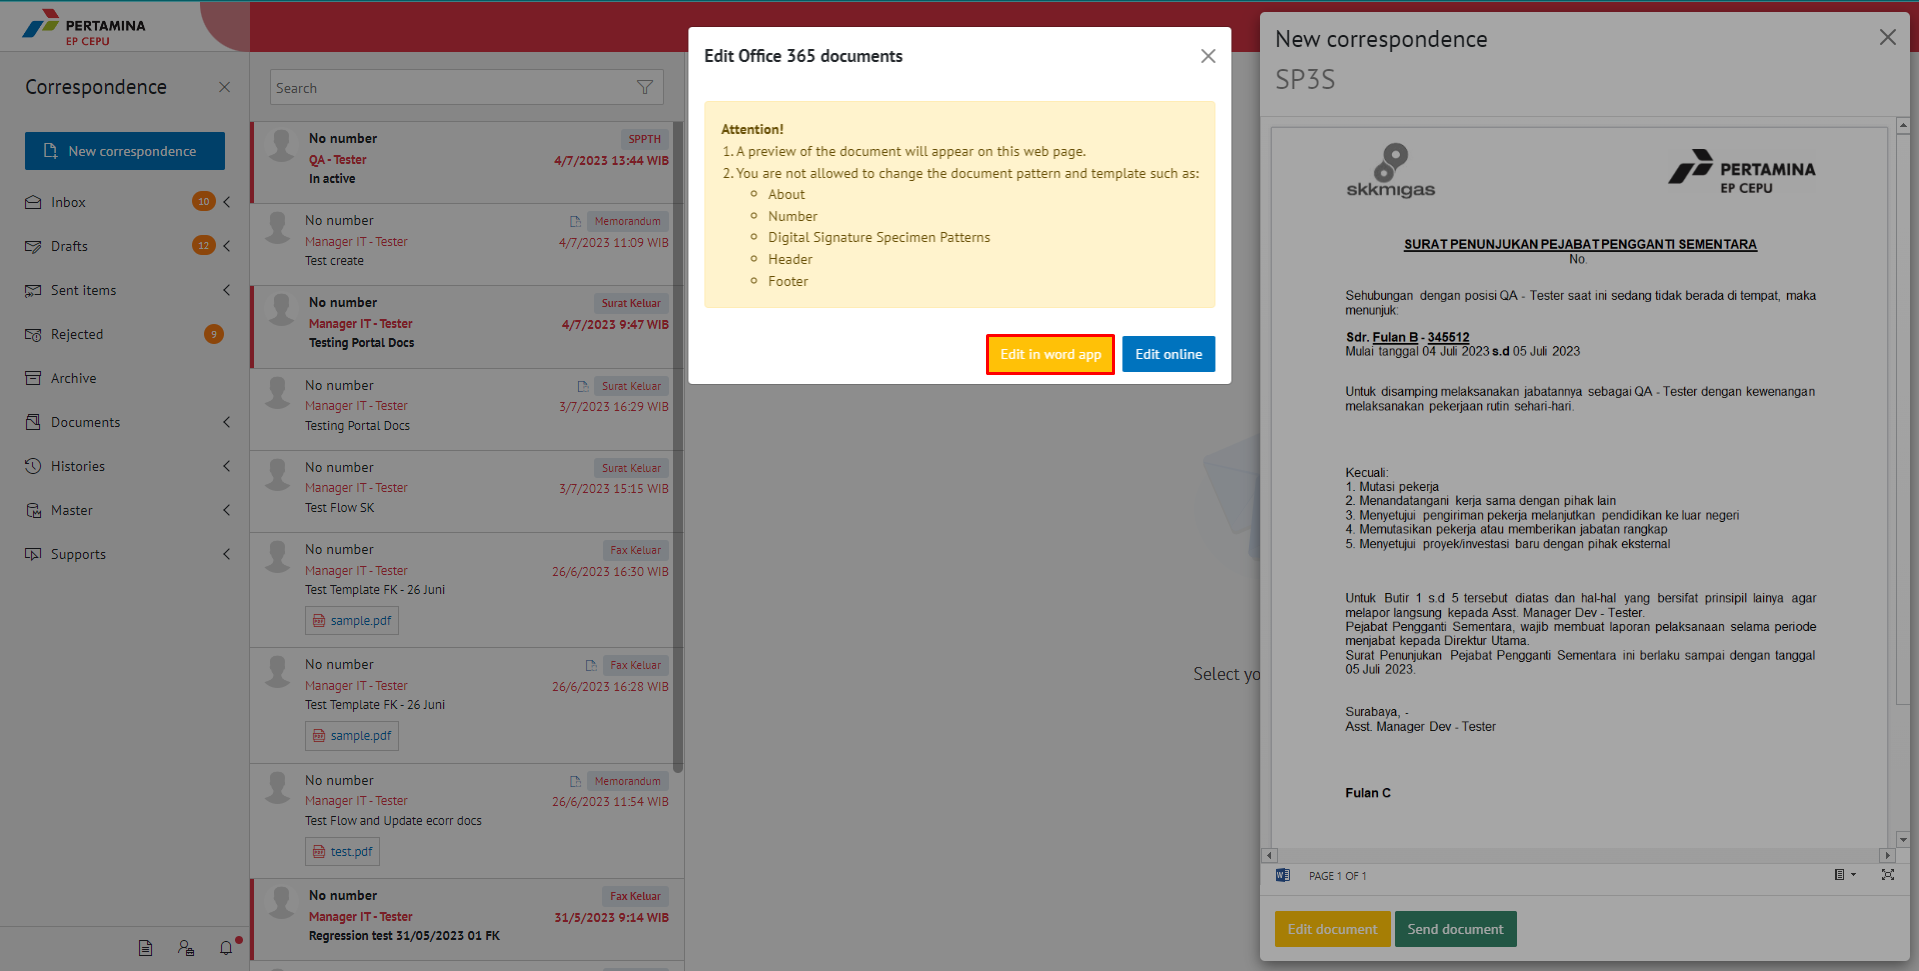 PERTAMINA
EP CEPU
Correspondence
New correspondence
Inbox 10
Drafts 12
Sent items
Rejected 9
Archive
Documents
Histories
Master
Supports
Search
No number SPPTH
QA - Tester 4/7/2023 13:44 WIB
In active
No number Memorandum
Manager IT - Tester 4/7/2023 11:09 WIB
Test create
No number Surat Keluar
Manager IT - Tester 4/7/2023 9:47 WIB
Testing Portal Docs
No number Surat Keluar
Manager IT - Tester 3/7/2023 16:29 WIB
Testing Portal Docs
No number Surat Keluar
Manager IT - Tester 3/7/2023 15:15 WIB
Test Flow SK
No number Fax Keluar
Manager IT - Tester 26/6/2023 16:30 WIB
Test Template FK - 26 Juni
sample.pdf
No number Fax Keluar
Manager IT - Tester 26/6/2023 16:28 WIB
Test Template FK - 26 Juni
sample.pdf
No number Memorandum
Manager IT - Tester 26/6/2023 11:54 WIB
Test Flow and Update ecorr docs
test.pdf
No number Fax Keluar
Manager IT - Tester 31/5/2023 9:14 WIB
Regression test 31/05/2023 01 FK
Edit Office 365 documents
Attention!
1. A preview of the document will appear on this web page.
2. You are not allowed to change the document pattern and template such as:
About
Number
Digital Signature Specimen Patterns
Header
Footer
Edit in word app Edit online
Select yo
New correspondence
SP3S
skkmigas
PERTAMINA
EP CEPU
SURAT PENUNJUKAN PEJABAT PENGGANTI SEMENTARA
No.
Sehubungan dengan posisi QA - Tester saat ini sedang tidak berada di tempat, maka
menunjuk:
Sdr. Fulan B - 345512
Mulai tanggal 04 Juli 2023 s.d 05 Juli 2023
Untuk disamping melaksanakan jabatannya sebagai QA - Tester dengan kewenangan
melaksanakan pekerjaan rutin sehari-hari.
Kecuali:
1. Mutasi pekerja
2. Menandatangani kerja sama dengan pihak lain
3. Menyetujui pengiriman pekerja melanjutkan pendidikan ke luar negeri
4. Memutasikan pekerja atau memberikan jabatan rangkap
5. Menyetujui proyek/investasi baru dengan pihak eksternal
Untuk Butir 1 s.d 5 tersebut diatas dan hal-hal yang bersifat prinsipil lainya agar
melapor langsung kepada Asst. Manager Dev - Tester.
Pejabat Pengganti Sementara, wajib membuat laporan pelaksanaan selama periode
menjabat kepada Direktur Utama.
Surat Penunjukan Pejabat Pengganti Sementara ini berlaku sampai dengan tanggal
05 Juli 2023.
Surabaya, -
Asst. Manager Dev - Tester
Fulan C
PAGE 1 OF 1
Edit document Send document